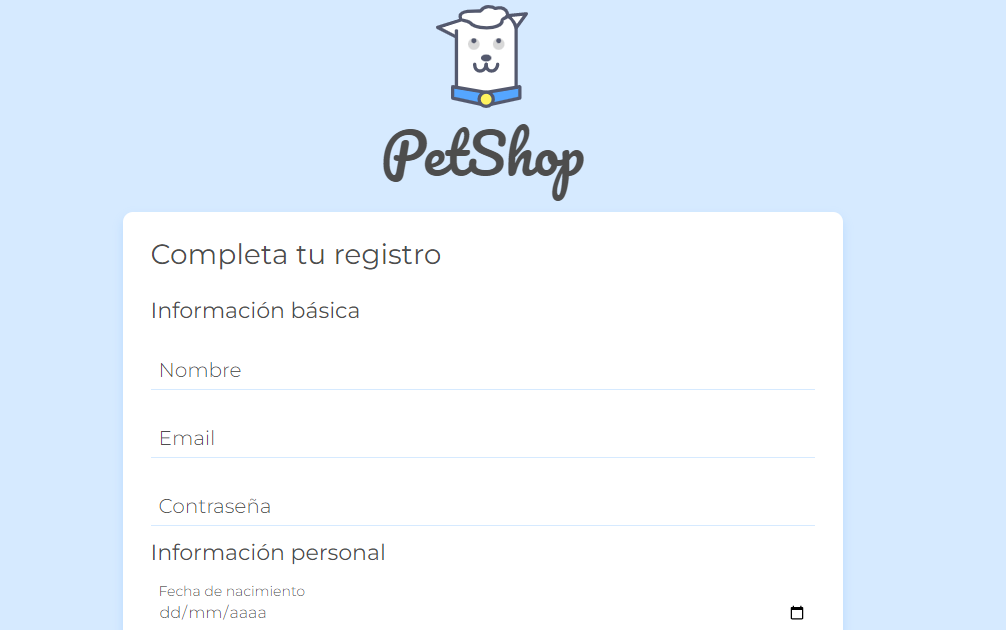 PetShop
Completa tu registro
Información básica
Nombre
Email
Contraseña
Información personal
Fecha de nacimiento
dd/mm/aaaa